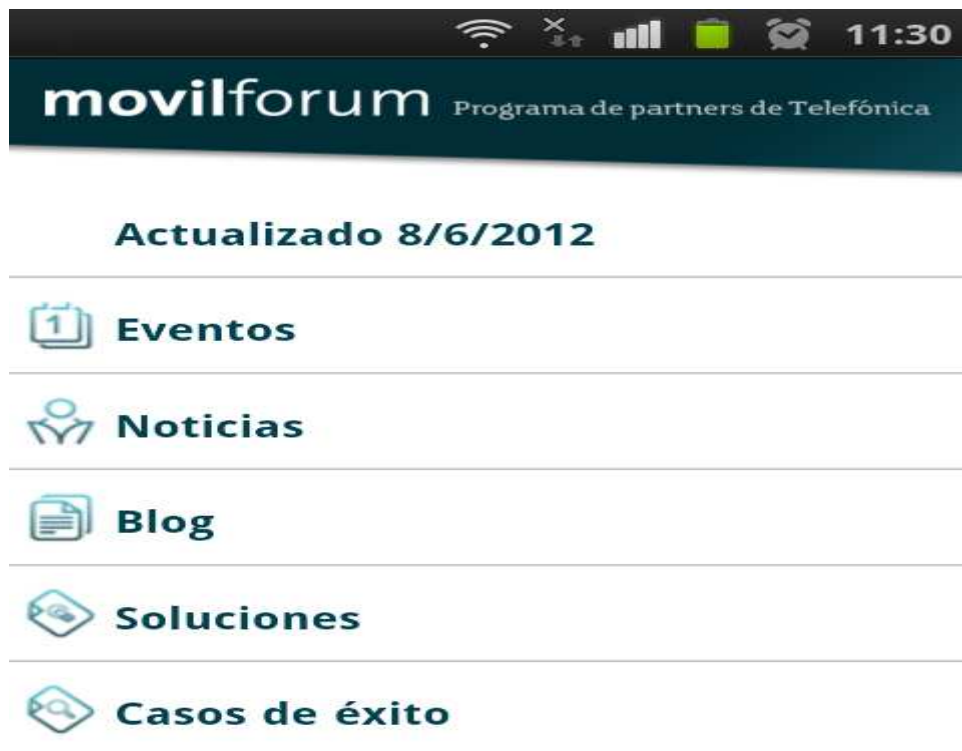 11:30
movilforum Programa de partners de Telefónica
Actualizado 8/6/2012
1 Eventos
Noticias
Blog
Soluciones
Casos de éxito